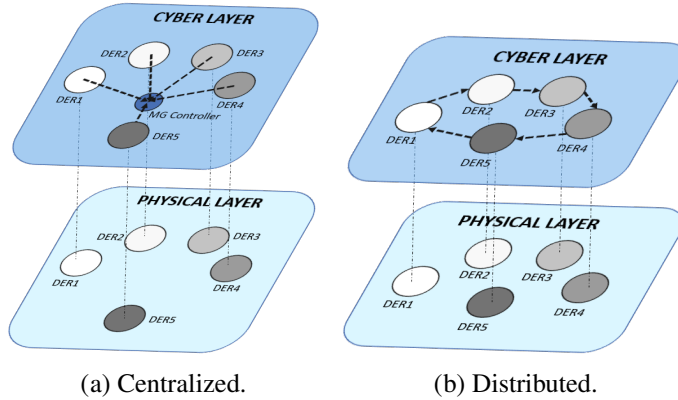 CYBER LAYER
DER2
DER3
DER1
MG Controller
DER4
DER5
PHYSICAL LAYER
DER2
DER3
DER1
DER4
DER5
(a) Centralized.
CYBER LAYER
DER2
DER3
DER1
DER4
DER5
PHYSICAL LAYER
DER2
DER3
DER1
DER5
DER4
(b) Distributed.